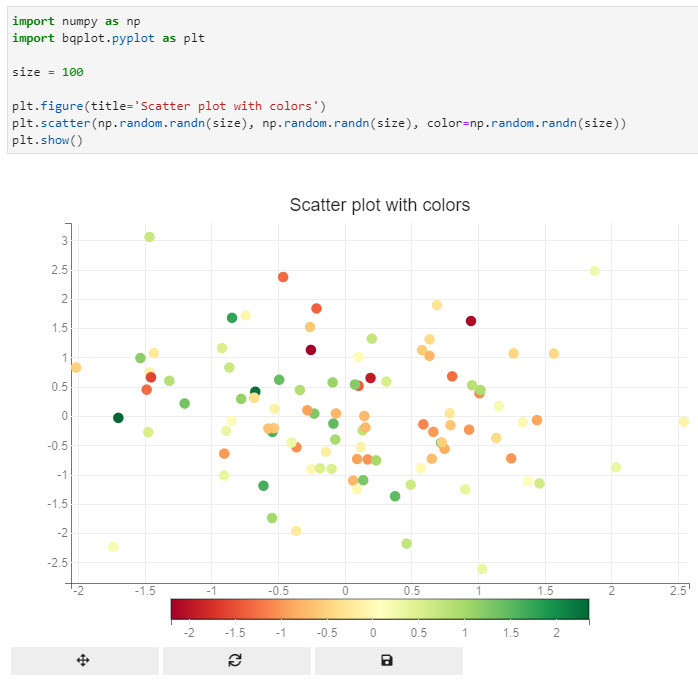 import numpy as np
import bqplot.pyplot as plt
size = 100
plt.figure(title='Scatter plot with colors')
plt.scatter(np.random.randn(size), np.random.randn(size), color=np.random.randn(size))
plt.show()
Scatter plot with colors
3
2.5
2
1.5
1
0.5
0
-0.5
-1
-1.5
-2
-2.5
-2 -1.5 -1 -0.5 0 0.5 1 1.5 2 2.5
-2 -1.5 -1 -0.5 0 0.5 1 1.5 2